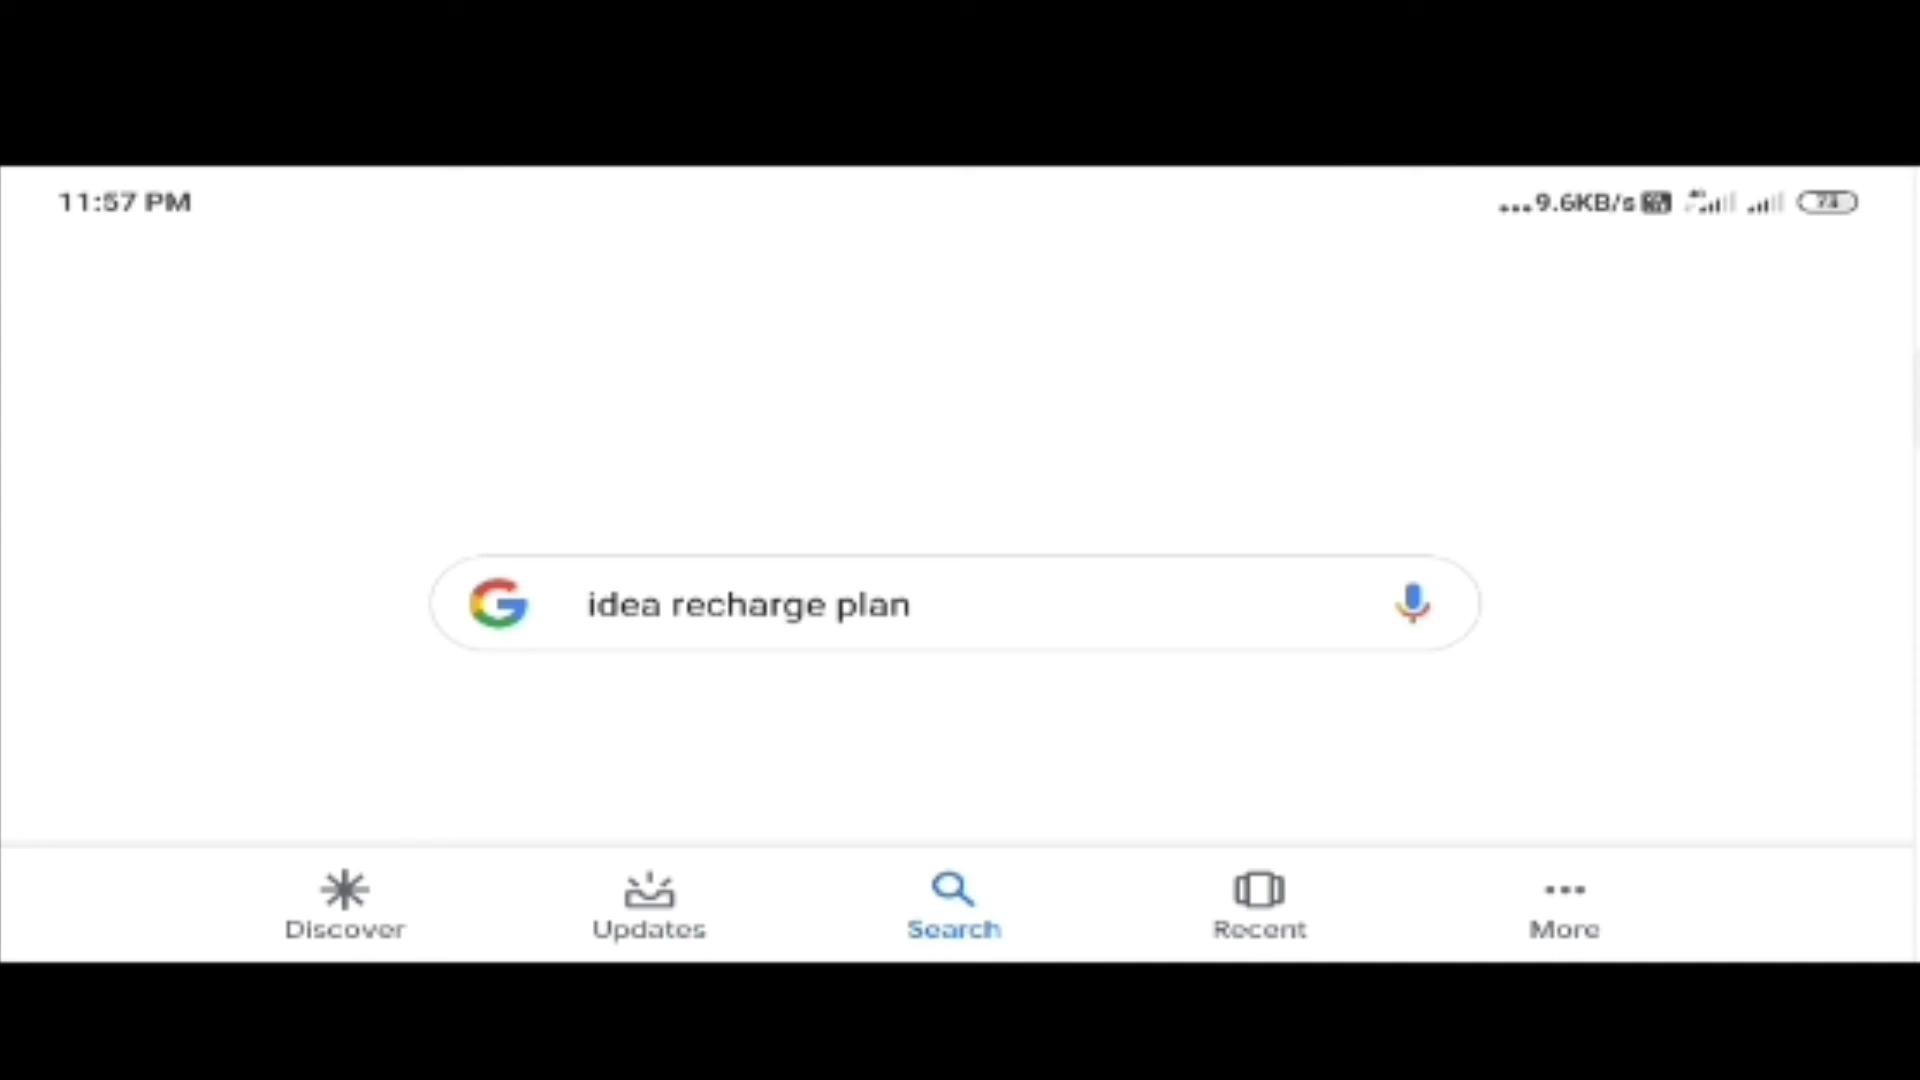 11:57 PM
...9.6KB/s
idea recharge plan
Discover
Updates
Search
Recent
More